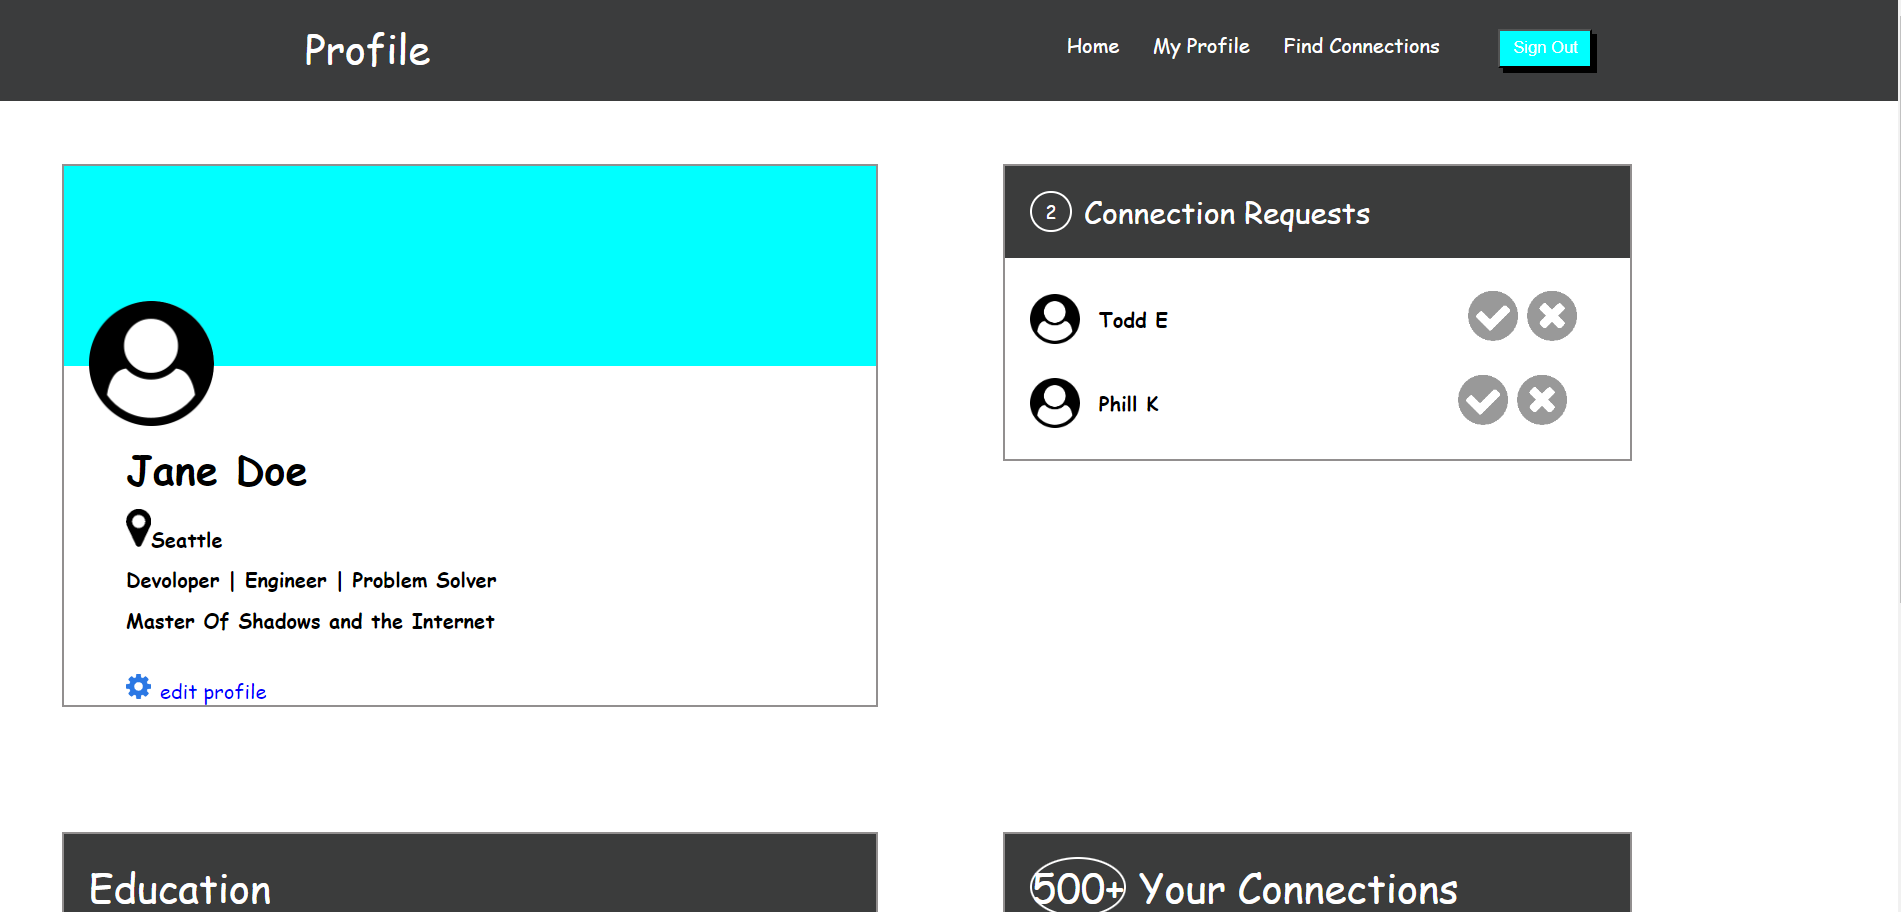 Profile
Home My Profile Find Connections Sign Out
2 Connection Requests
Todd E
Phill K
Jane Doe
Seattle
Devoloper | Engineer | Problem Solver
Master Of Shadows and the Internet
edit profile
Education
500+ Your Connections